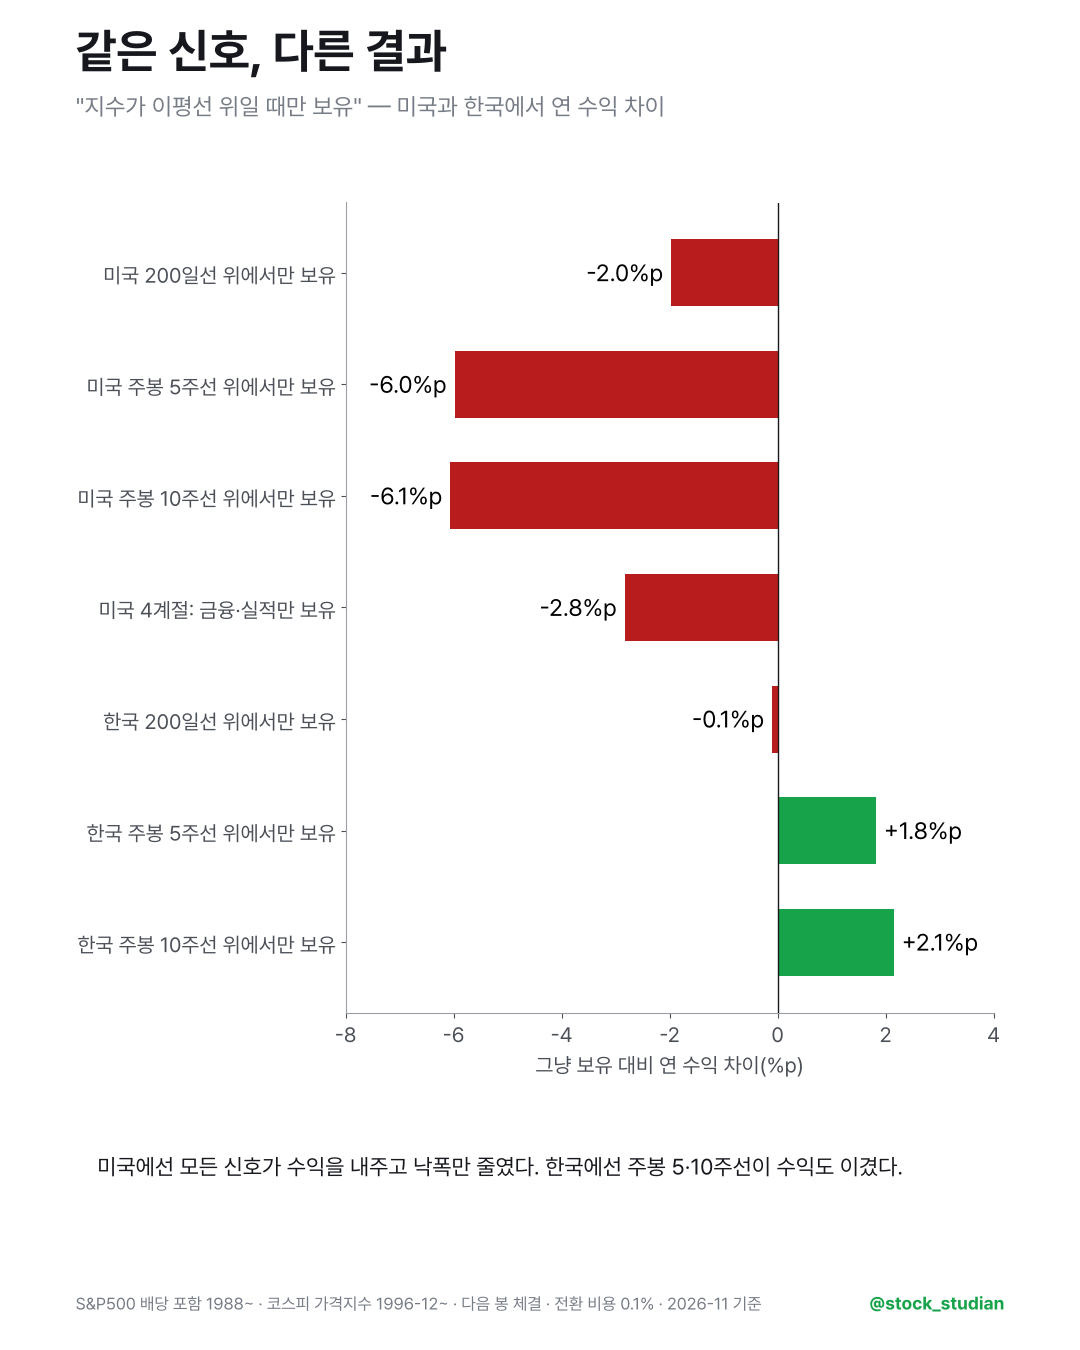 같은 신호, 다른 결과
"지수가 이평선 위일 때만 보유" — 미국과 한국에서 연 수익 차이
미국 200일선 위에서만 보유
-2.0%p
미국 주봉 5주선 위에서만 보유
-6.0%p
미국 주봉 10주선 위에서만 보유
-6.1%p
미국 4계절: 금융·실적만 보유
-2.8%p
한국 200일선 위에서만 보유
-0.1%p
한국 주봉 5주선 위에서만 보유
+1.8%p
한국 주봉 10주선 위에서만 보유
+2.1%p
-8 -6 -4 -2 0 2 4
그냥 보유 대비 연 수익 차이(%p)
미국에선 모든 신호가 수익을 내주고 낙폭만 줄였다. 한국에선 주봉 5·10주선이 수익도 이겼다.
S&P500 배당 포함 1988~ · 코스피 가격지수 1996-12~ · 다음 봉 체결 · 전환 비용 0.1% · 2026-11 기준
@stock_studian